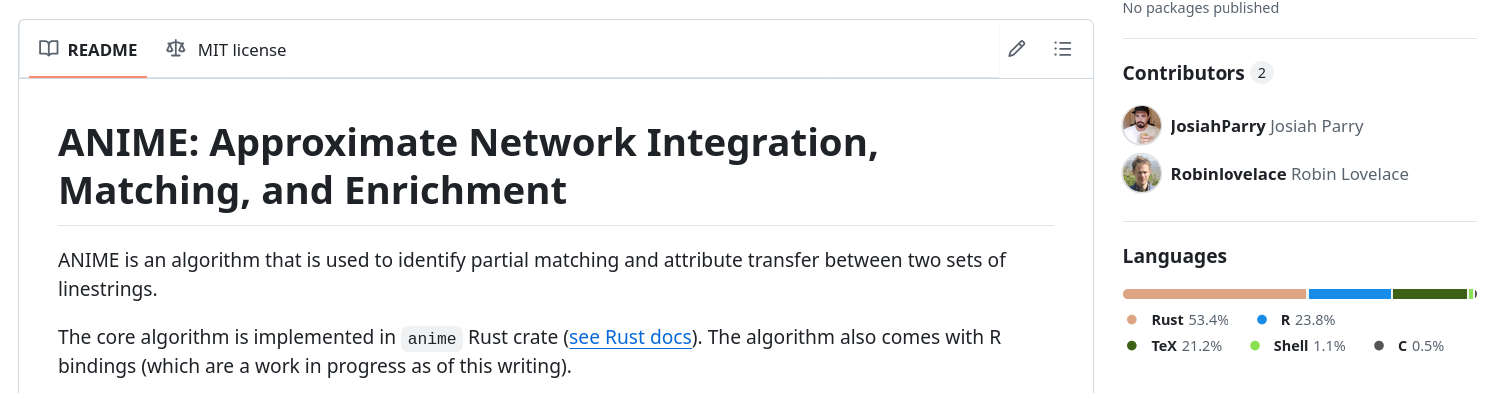 No packages published
README
MIT license
ANIME: Approximate Network Integration,
Matching, and Enrichment
ANIME is an algorithm that is used to identify partial matching and attribute transfer between two sets of
linestrings.
The core algorithm is implemented in anime Rust crate (see Rust docs). The algorithm also comes with R
bindings (which are a work in progress as of this writing).
Contributors 2
JosiahParry Josiah Parry
Robinlovelace Robin Lovelace
Languages
Rust 53.4% R 23.8%
TeX 21.2% Shell 1.1% C 0.5%